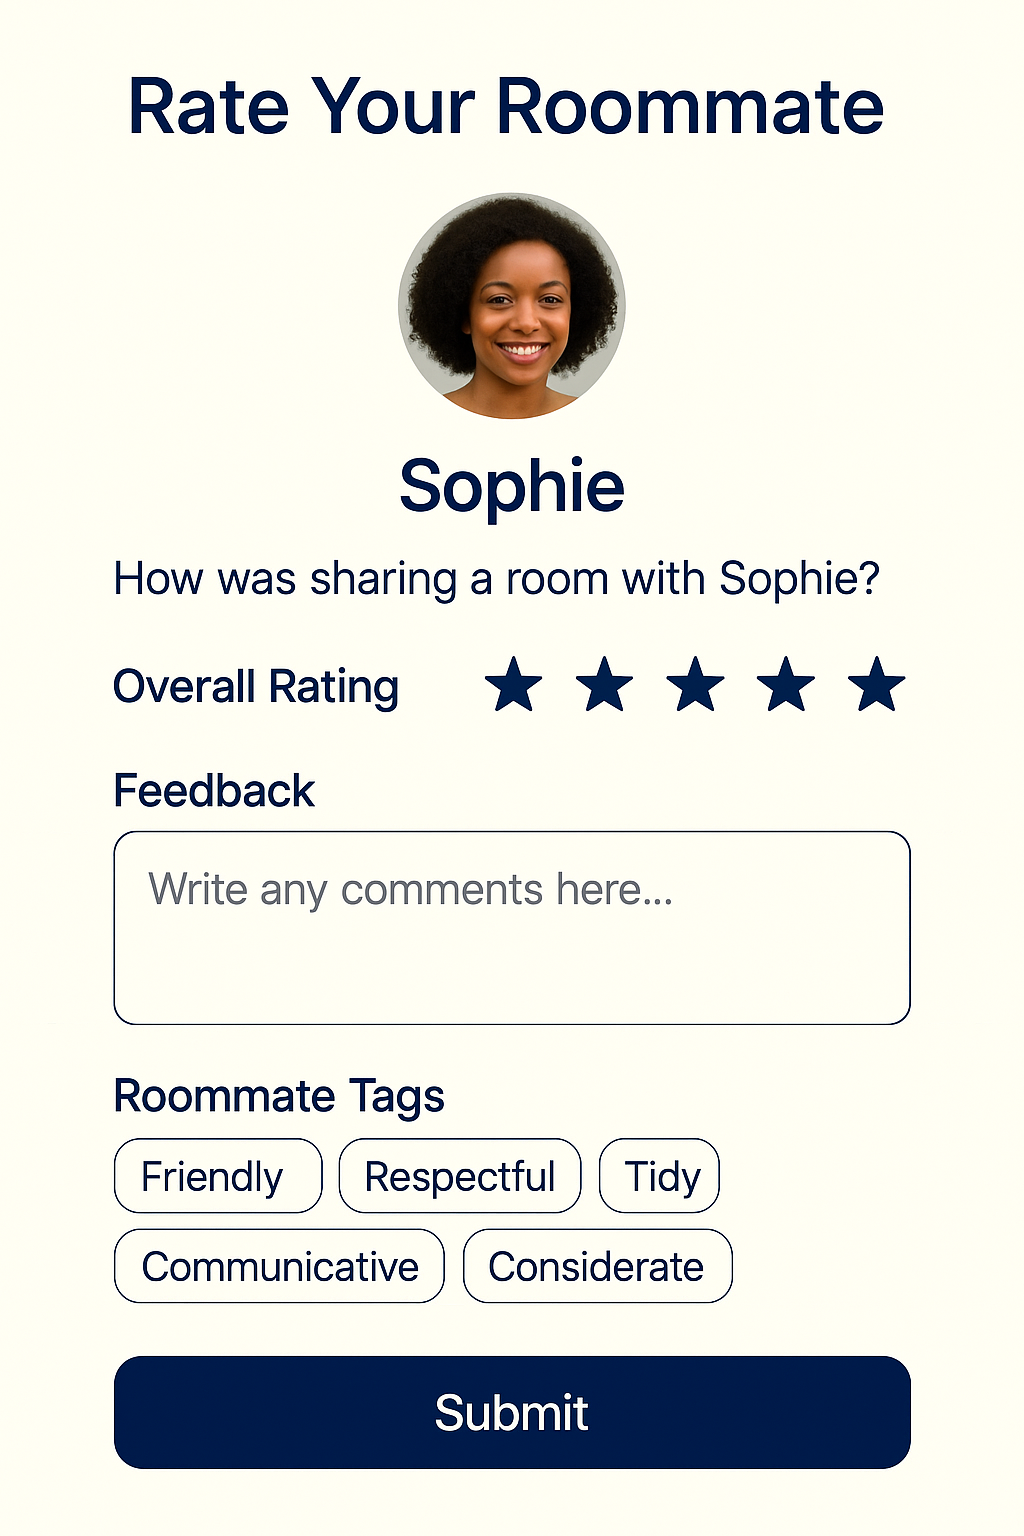 Rate Your Roommate
Sophie
How was sharing a room with Sophie?
Overall Rating
Feedback
Write any comments here...
Roommate Tags
Friendly Respectful Tidy
Communicative Considerate
Submit